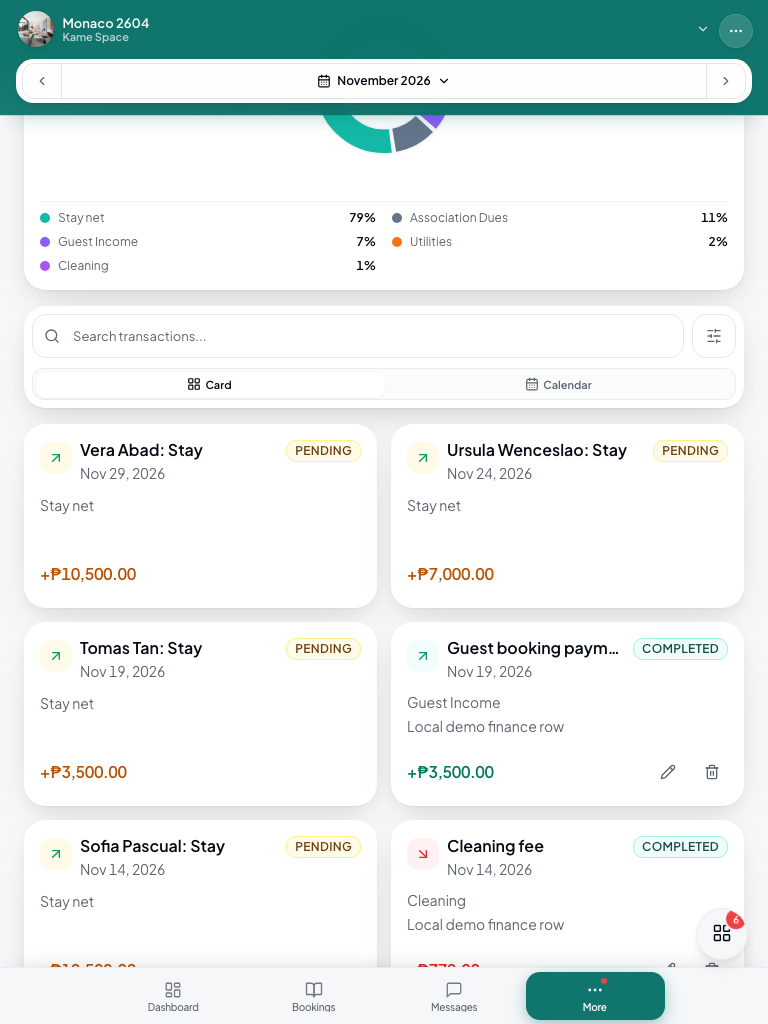 Monaco 2604
Kame Space
November 2026
Stay net 79%
Association Dues 11%
Guest Income 7%
Utilities 2%
Cleaning 1%
Search transactions...
Card
Calendar
Vera Abad: Stay PENDING
Nov 29, 2026
Stay net
+₱10,500.00
Ursula Wenceslao: Stay PENDING
Nov 24, 2026
Stay net
+₱7,000.00
Tomas Tan: Stay PENDING
Nov 19, 2026
Stay net
+₱3,500.00
Guest booking paym... COMPLETED
Nov 19, 2026
Guest Income
Local demo finance row
+₱3,500.00
Sofia Pascual: Stay PENDING
Nov 14, 2026
Stay net
Cleaning fee COMPLETED
Nov 14, 2026
Cleaning
Local demo finance row
6
Dashboard
Bookings
Messages
More